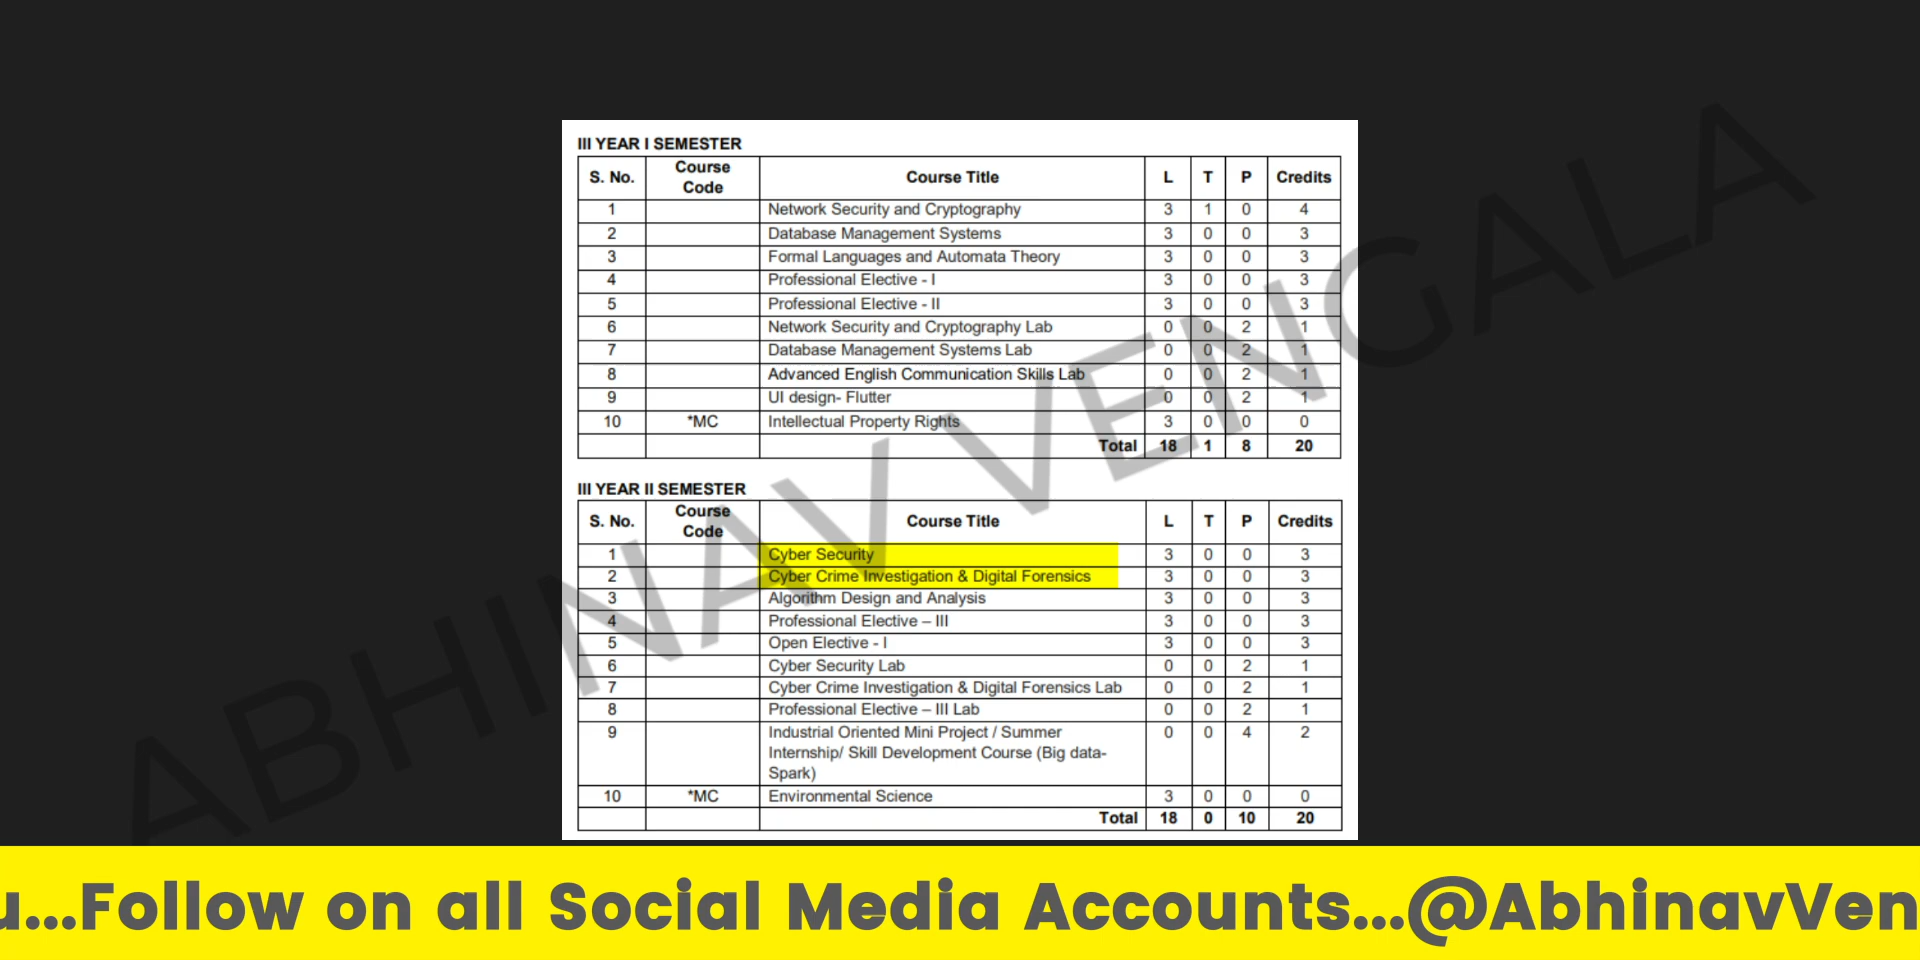 III YEAR I SEMESTER
S. No. Course Code Course Title L T P Credits
1 Network Security and Cryptography 3 1 0 4
2 Database Management Systems 3 0 0 3
3 Formal Languages and Automata Theory 3 0 0 3
4 Professional Elective - I 3 0 0 3
5 Professional Elective - II 3 0 0 3
6 Network Security and Cryptography Lab 0 0 2 1
7 Database Management Systems Lab 0 0 2 1
8 Advanced English Communication Skills Lab 0 0 2 1
9 UI design- Flutter 0 0 2 1
10 *MC Intellectual Property Rights 3 0 0 0
Total 18 1 8 20
III YEAR II SEMESTER
S. No. Course Code Course Title L T P Credits
1 Cyber Security 3 0 0 3
2 Cyber Crime Investigation & Digital Forensics 3 0 0 3
3 Algorithm Design and Analysis 3 0 0 3
4 Professional Elective – III 3 0 0 3
5 Open Elective - I 3 0 0 3
6 Cyber Security Lab 0 0 2 1
7 Cyber Crime Investigation & Digital Forensics Lab 0 0 2 1
8 Professional Elective – III Lab 0 0 2 1
9 Industrial Oriented Mini Project / Summer 0 0 4 2
Internship/ Skill Development Course (Big data-
Spark)
10 *MC Environmental Science 3 0 0 0
Total 18 0 10 20
ABHINAV VENGALA
u...Follow on all Social Media Accounts...@AbhinavVen